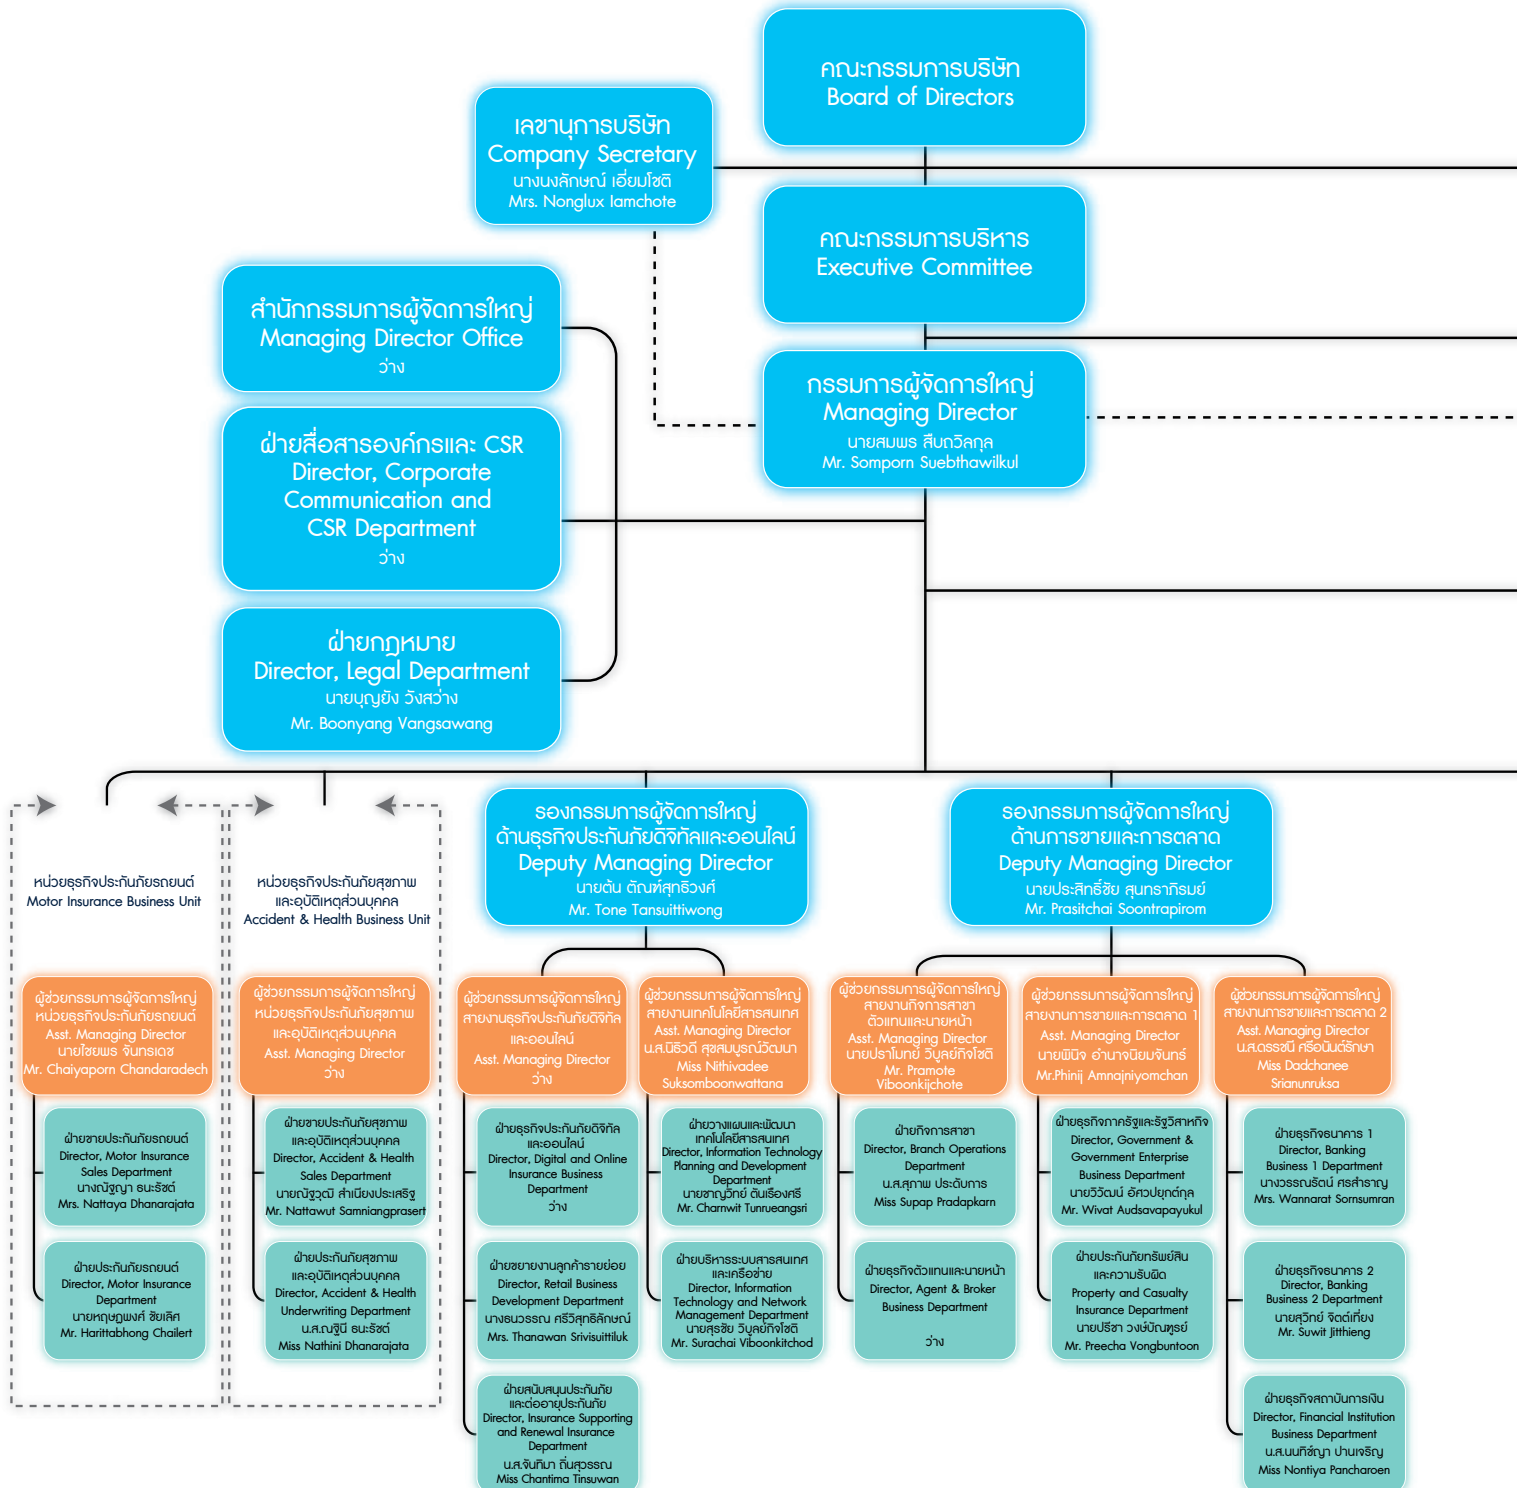 คณะกรรมการบริษัท
Board of Directors
เลขานุการบริษัท
Company Secretary
นางนงลักษณ์ เอี่ยมโชติ
Mrs. Nonglux Iamchote
คณะกรรมการบริหาร
Executive Committee
สำนักกรรมการผู้จัดการใหญ่
Managing Director Office
ว่าง
กรรมการผู้จัดการใหญ่
Managing Director
นายสมพร สืบถวิลกุล
Mr. Somporn Suebthawilkul
ฝ่ายสื่อสารองค์กรและ CSR
Director, Corporate
Communication and
CSR Department
ว่าง
ฝ่ายกฎหมาย
Director, Legal Department
นายบุญยัง วังสว่าง
Mr. Boonyang Vangsawang
หน่วยธุรกิจประกันภัยรถยนต์
Motor Insurance Business Unit
หน่วยธุรกิจประกันภัยสุขภาพ
และอุบัติเหตุส่วนบุคคล
Accident & Health Business Unit
รองกรรมการผู้จัดการใหญ่
ด้านธุรกิจประกันภัยดิจิทัลและออนไลน์
Deputy Managing Director
นายต้น ตัณฑ์สุทธิวงศ์
Mr. Tone Tansuittiwong
รองกรรมการผู้จัดการใหญ่
ด้านการขายและการตลาด
Deputy Managing Director
นายประสิทธิ์ชัย สุนทราภิรมย์
Mr. Prasitchai Soontrapirom
ผู้ช่วยกรรมการผู้จัดการใหญ่
หน่วยธุรกิจประกันภัยรถยนต์
Asst. Managing Director
นายไชยพร จันทรเดช
Mr. Chaiyaporn Chandaradech
ผู้ช่วยกรรมการผู้จัดการใหญ่
หน่วยธุรกิจประกันภัยสุขภาพ
และอุบัติเหตุส่วนบุคคล
Asst. Managing Director
ว่าง
ผู้ช่วยกรรมการผู้จัดการใหญ่
สายงานธุรกิจประกันภัยดิจิทัล
และออนไลน์
Asst. Managing Director
ว่าง
ผู้ช่วยกรรมการผู้จัดการใหญ่
สายงานเทคโนโลยีสารสนเทศ
Asst. Managing Director
น.ส.นิธิวดี สุขสมบูรณ์วัฒนา
Miss Nithivadee
Suksomboonwattana
ผู้ช่วยกรรมการผู้จัดการใหญ่
สายงานกิจการสาขา
ตัวแทนและนายหน้า
Asst. Managing Director
นายปราโมทย์ วิบูลย์กิจโชติ
Mr. Pramote
Viboonkijchote
ผู้ช่วยกรรมการผู้จัดการใหญ่
สายงานการขายและการตลาด 1
Asst. Managing Director
นายพินิจ อำนาจนิยมจันทร์
Mr.Phinij Amnajniyomchan
ผู้ช่วยกรรมการผู้จัดการใหญ่
สายงานการขายและการตลาด 2
Asst. Managing Director
น.ส.ดรรชนี ศรีอนันต์รักษา
Miss Dadchanee
Srianunruksa
ฝ่ายขายประกันภัยรถยนต์
Director, Motor Insurance
Sales Department
นางณัฐญา ธนะรัชต์
Mrs. Nattaya Dhanarajata
ฝ่ายขายประกันภัยสุขภาพ
และอุบัติเหตุส่วนบุคคล
Director, Accident & Health
Sales Department
นายณัฐวุฒิ สำเนียงประเสริฐ
Mr. Nattawut Samniangprasert
ฝ่ายธุรกิจประกันภัยดิจิทัล
และออนไลน์
Director, Digital and Online
Insurance Business
Department
ว่าง
ฝ่ายวางแผนและพัฒนา
เทคโนโลยีสารสนเทศ
Director, Information Technology
Planning and Development
Department
นายชาญวิทย์ ตันเรืองศรี
Mr. Charnwit Tunrueangsri
ฝ่ายกิจการสาขา
Director, Branch Operations
Department
น.ส.สุภาพ ประดับการ
Miss Supap Pradapkarn
ฝ่ายธุรกิจภาครัฐและรัฐวิสาหกิจ
Director, Government &
Government Enterprise
Business Department
นายวิวัฒน์ อัศวปยุกต์กุล
Mr. Wivat Audsavapayukul
ฝ่ายธุรกิจธนาคาร 1
Director, Banking
Business 1 Department
นางวรรณรัตน์ ศรสำราญ
Mrs. Wannarat Sornsumran
ฝ่ายประกันภัยรถยนต์
Director, Motor Insurance
Department
นายหฤษฎพงศ์ ชัยเลิศ
Mr. Harittabhong Chailert
ฝ่ายประกันภัยสุขภาพ
และอุบัติเหตุส่วนบุคคล
Director, Accident & Health
Underwriting Department
น.ส.ณฐินี ธนะรัชต์
Miss Nathini Dhanarajata
ฝ่ายขยายงานลูกค้ารายย่อย
Director, Retail Business
Development Department
นางธนวรรณ ศรีวิสุทธิลักษณ์
Mrs. Thanawan Srivisuittiluk
ฝ่ายบริหารระบบสารสนเทศ
และเครือข่าย
Director, Information
Technology and Network
Management Department
นายสุรชัย วิบูลย์กิจโชติ
Mr. Surachai Viboonkitchod
ฝ่ายธุรกิจตัวแทนและนายหน้า
Director, Agent & Broker
Business Department
ว่าง
ฝ่ายประกันภัยทรัพย์สิน
และความรับผิด
Property and Casualty
Insurance Department
นายปรีชา วงษ์บัณฑูรย์
Mr. Preecha Vongbuntoon
ฝ่ายธุรกิจธนาคาร 2
Director, Banking
Business 2 Department
นายสุวิทย์ จิตต์เที่ยง
Mr. Suwit Jitthieng
ฝ่ายสนับสนุนประกันภัย
และต่ออายุประกันภัย
Director, Insurance Supporting
and Renewal Insurance
Department
น.ส.จันทิมา ถิ่นสุวรรณ
Miss Chantima Tinsuwan
ฝ่ายธุรกิจสถาบันการเงิน
Director, Financial Institution
Business Department
น.ส.นนทิชญา ปานเจริญ
Miss Nontiya Pancharoen